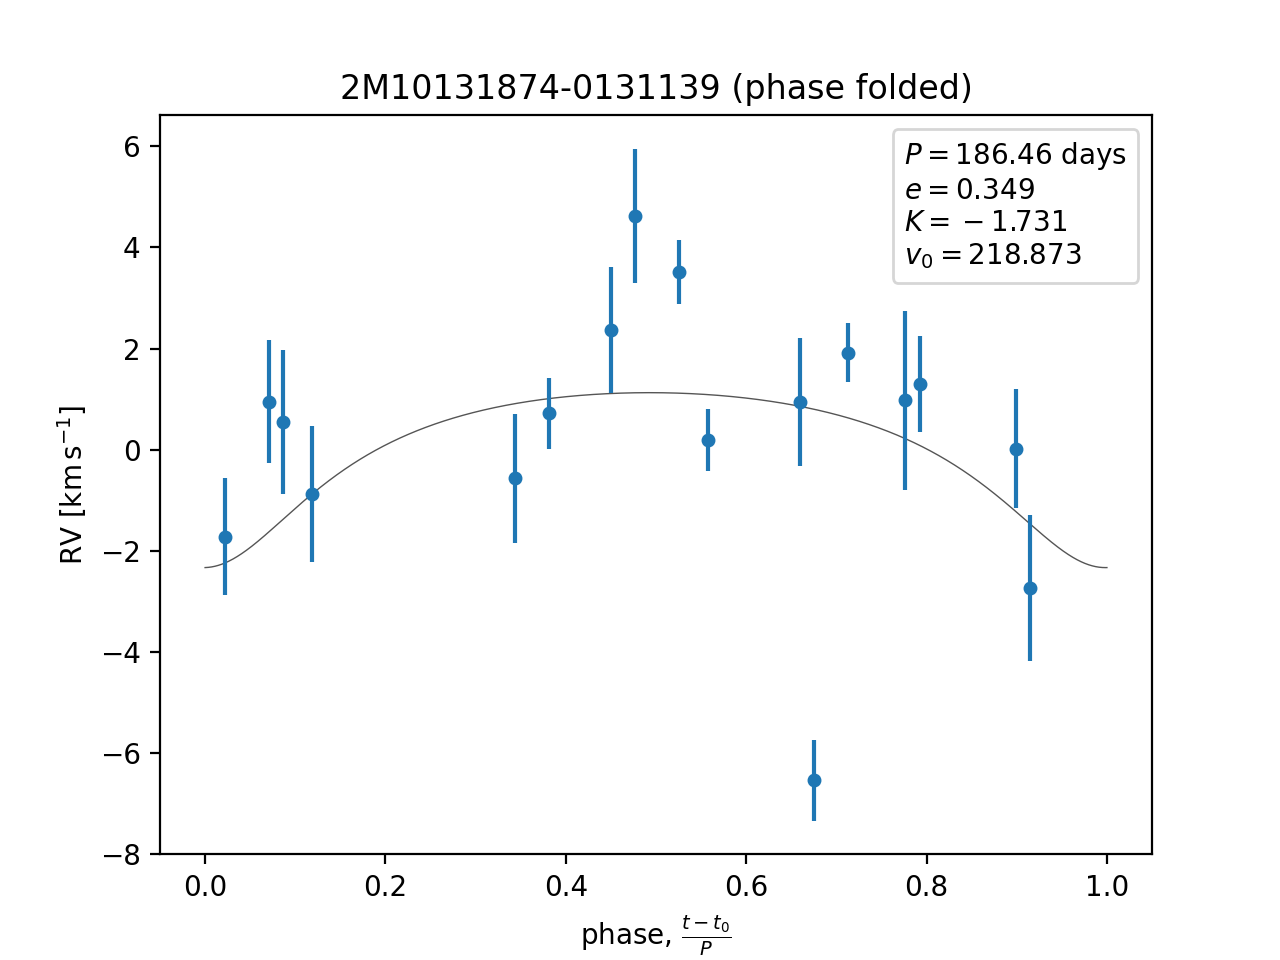 2M10131874-0131139 (phase folded)
P = 186.46 days
e = 0.349
K = −1.731
v₀ = 218.873
RV [km s⁻¹]
6
4
2
0
−2
−4
−6
−8
0.0 0.2 0.4 0.6 0.8 1.0
phase, (t − t₀)/P